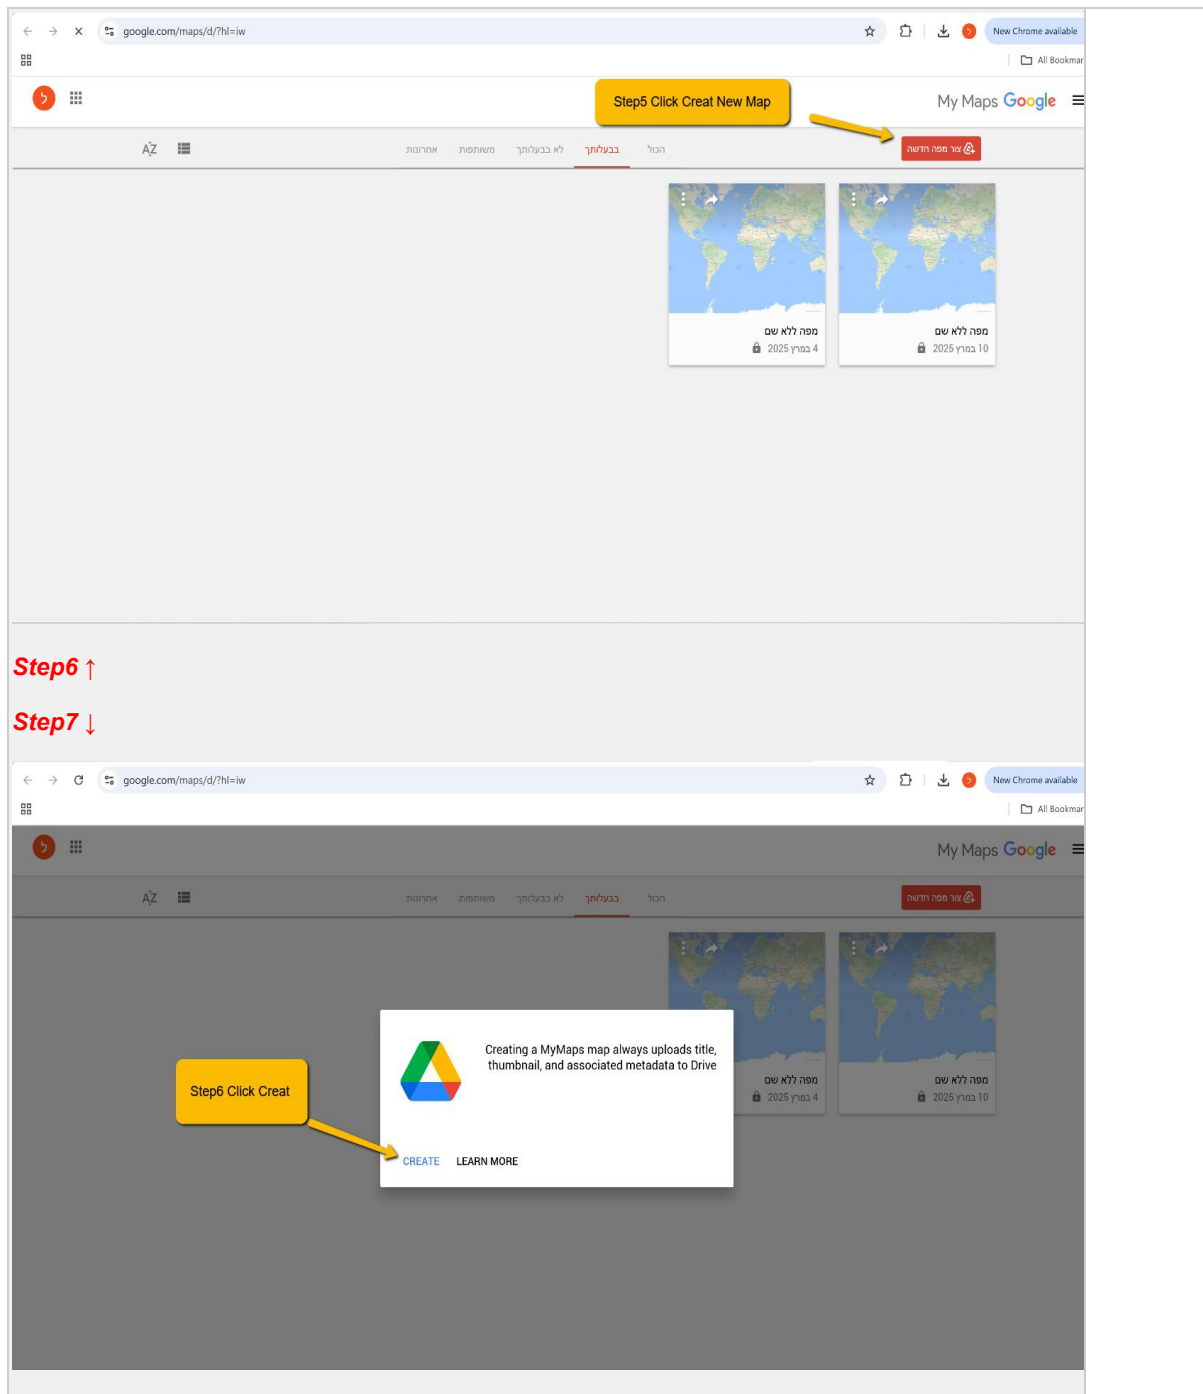 google.com/maps/d/?hl=iw
New Chrome available
All Bookmar
ל
Step5 Click Creat New Map
My Maps Google
AZ
הכול בבעלותך לא בבעלותך משותפות אחרונות
צור מפה חדשה
מפה ללא שם
10 במרץ 2025
מפה ללא שם
4 במרץ 2025
Step6 ↑
Step7 ↓
google.com/maps/d/?hl=iw
New Chrome available
All Bookmar
ל
My Maps Google
AZ
הכול בבעלותך לא בבעלותך משותפות אחרונות
צור מפה חדשה
Creating a MyMaps map always uploads title,
thumbnail, and associated metadata to Drive
Step6 Click Creat
CREATE LEARN MORE
מפה ללא שם
10 במרץ 2025
מפה ללא שם
4 במרץ 2025